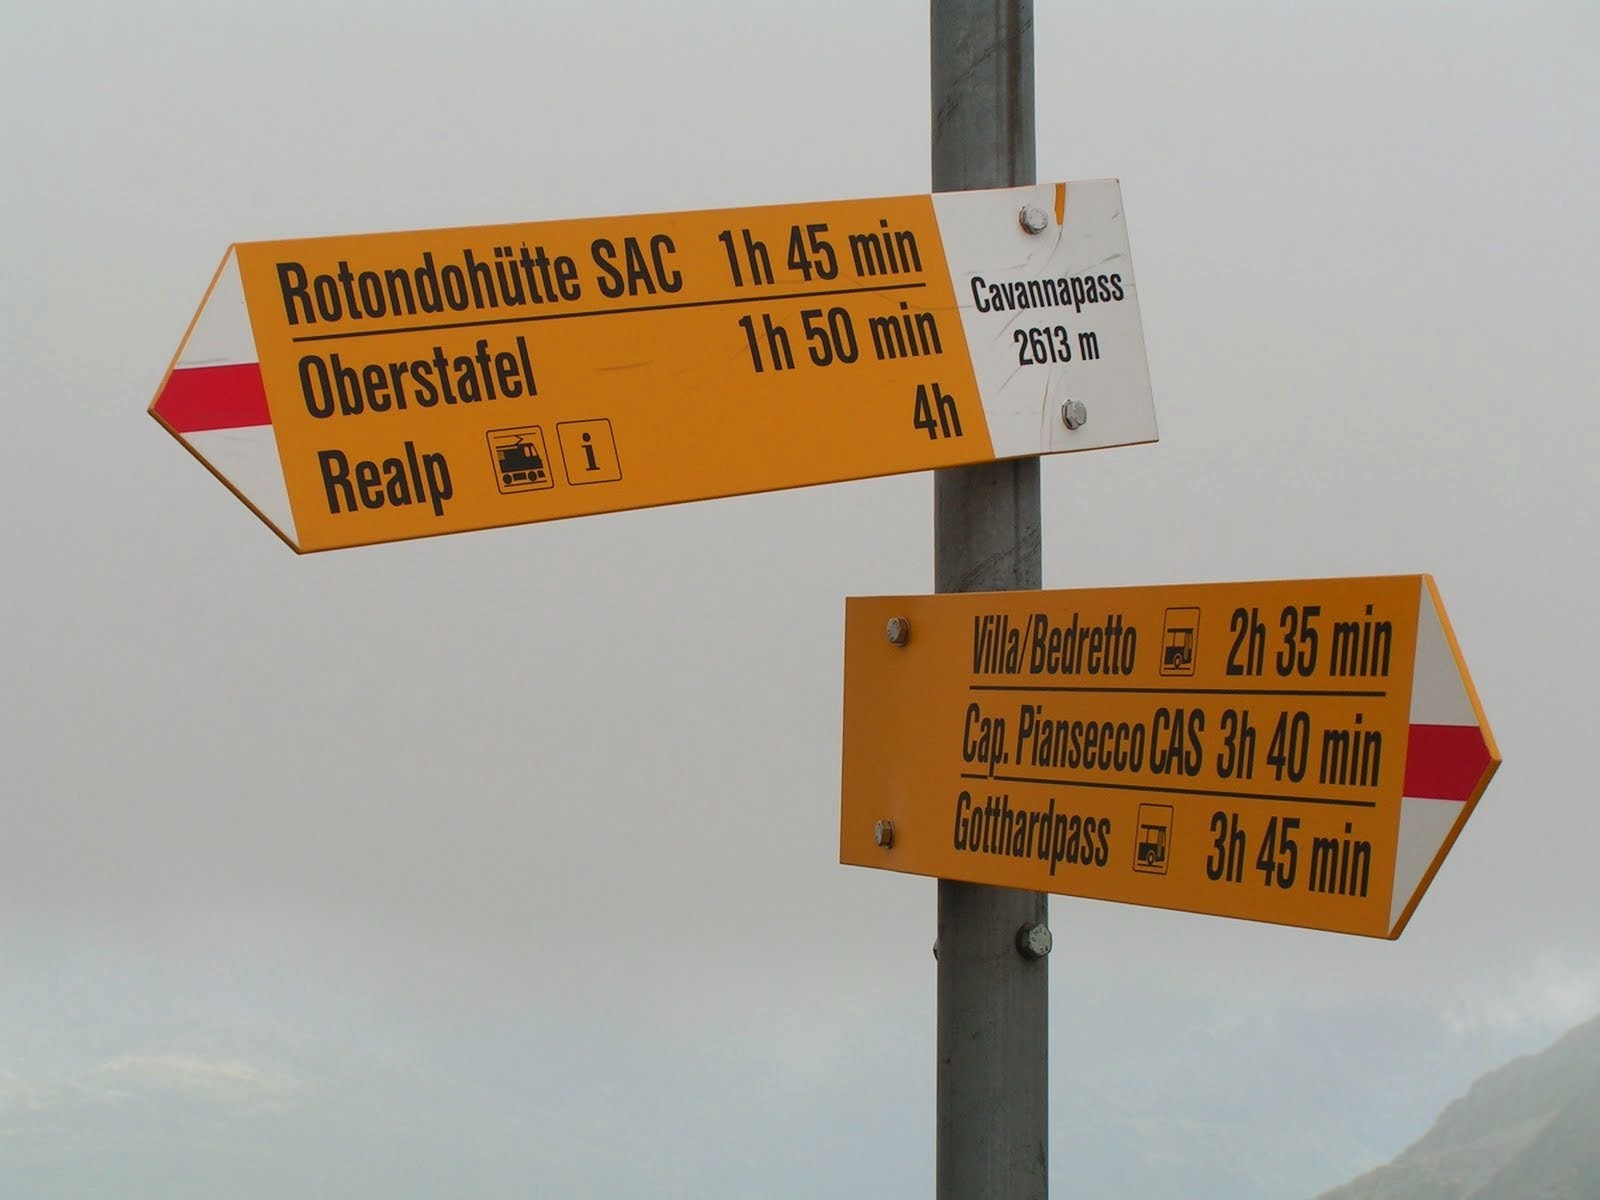 Rotondohütte SAC 1h 45 min
Oberstafel 1h 50 min
Realp i 4h
Cavannapass
2613 m
Villa/Bedretto 2h 35 min
Cap. Piansecco CAS 3h 40 min
Gotthardpass 3h 45 min